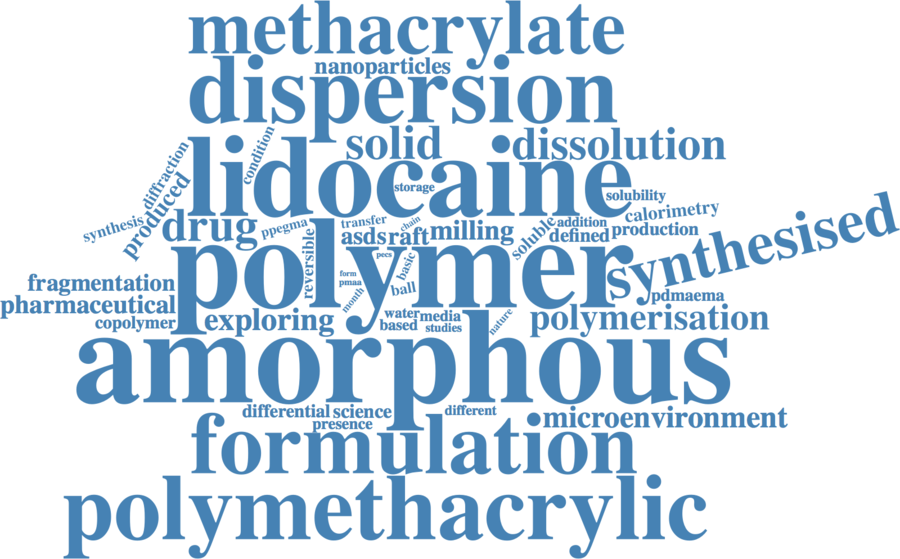 methacrylate
nanoparticles
dispersion
condition
solid
dissolution
diffraction
lidocaine
storage
solubility
produced
synthesis
drug
ppegma
transfer
chain
asds
raft
milling
soluble
addition
defined
calorimetry
production
synthesised
reversible
polymer
pecs
basic
form
pmaa
month
ball
fragmentation
pharmaceutical
copolymer
exploring
water
based
media
studies
nature
pdmaema
polymerisation
amorphous
differential
science
presence
different
microenvironment
formulation
polymethacrylic